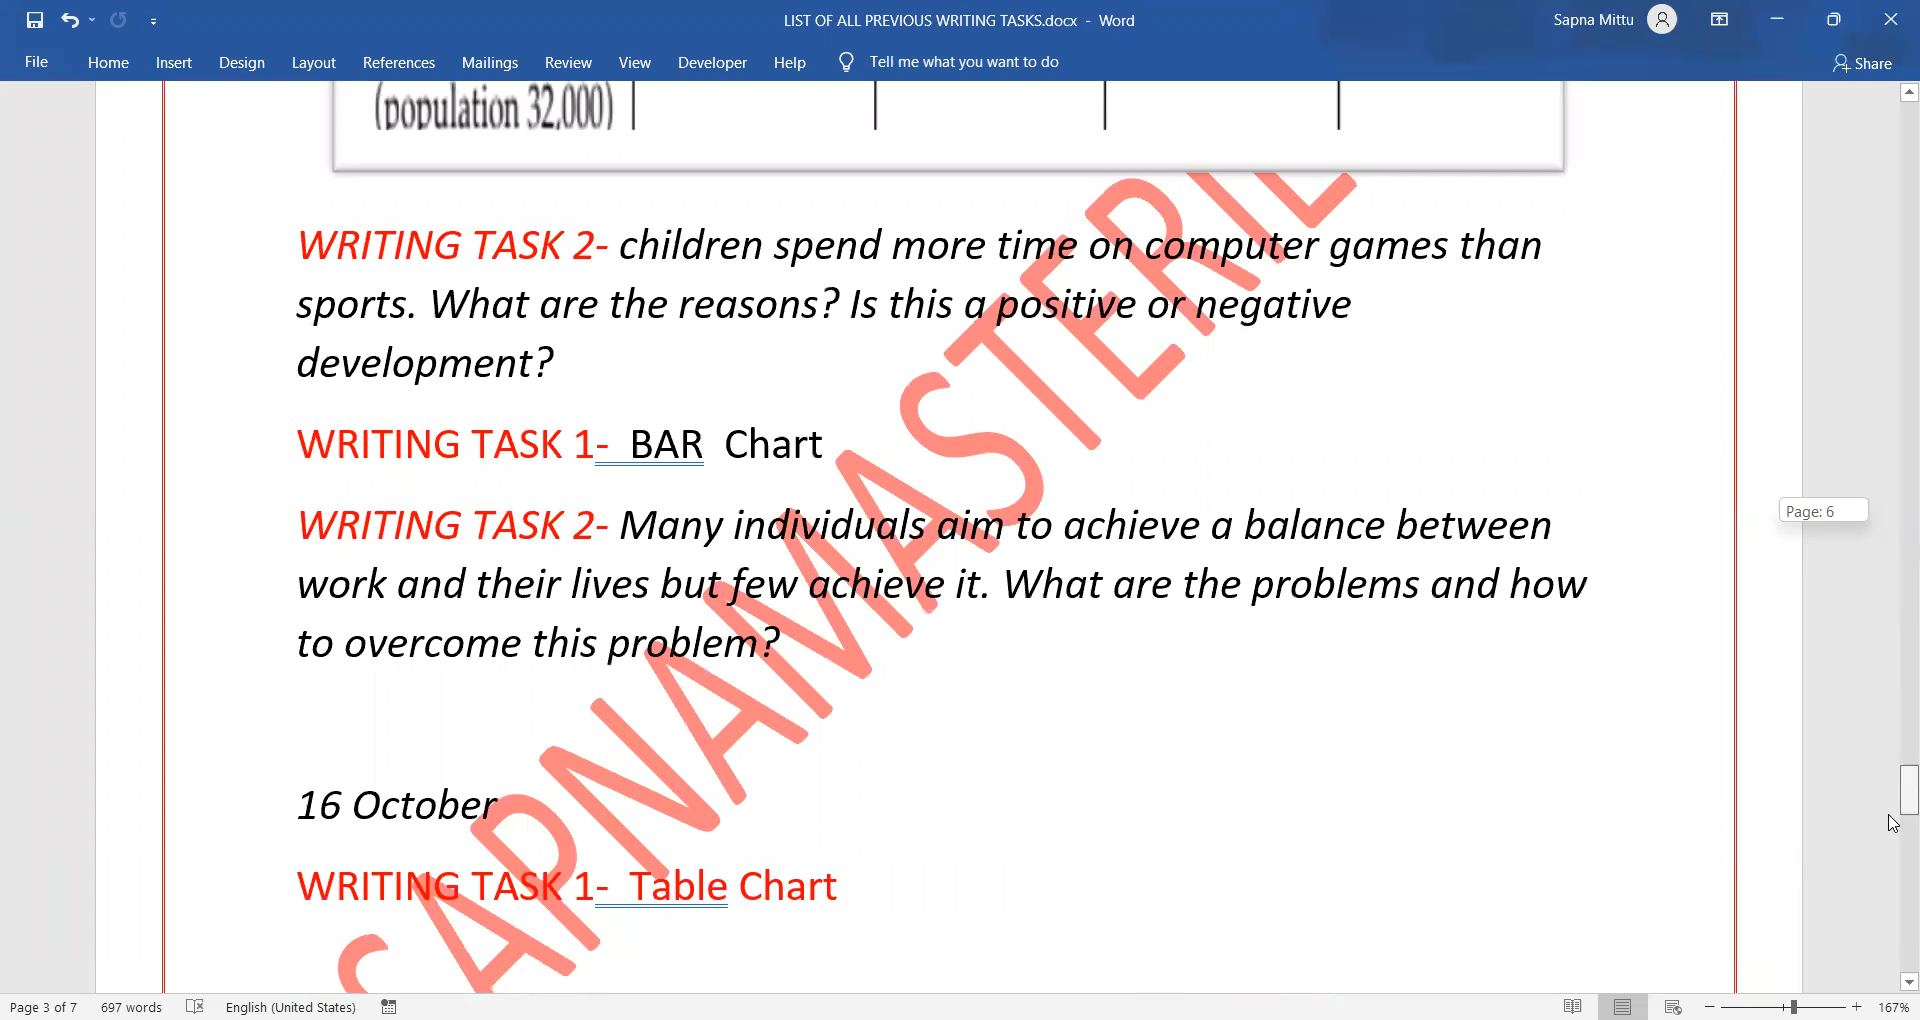 LIST OF ALL PREVIOUS WRITING TASKS.docx - Word
Sapna Mittu
File Home Insert Design Layout References Mailings Review View Developer Help Tell me what you want to do
Share
(population 32,000)
WRITING TASK 2- children spend more time on computer games than
sports. What are the reasons? Is this a positive or negative
development?
WRITING TASK 1- BAR Chart
WRITING TASK 2- Many individuals aim to achieve a balance between
work and their lives but few achieve it. What are the problems and how
to overcome this problem?
Page: 6
16 October
WRITING TASK 1- Table Chart
Page 3 of 7 697 words English (United States) 167%